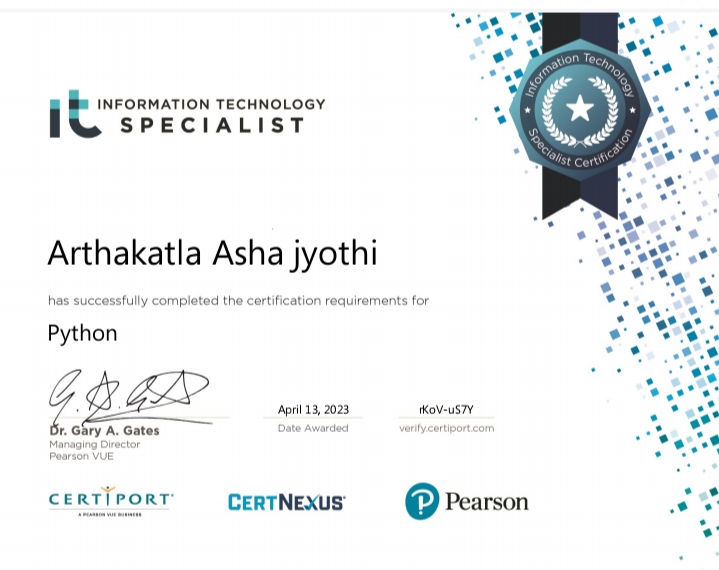 it INFORMATION TECHNOLOGY
SPECIALIST
Information Technology
Specialist Certification
Arthakatla Asha jyothi
has successfully completed the certification requirements for
Python
Dr. Gary A. Gates
Managing Director
Pearson VUE
April 13, 2023
Date Awarded
rKoV-uS7Y
verify.certiport.com
CERTIPORT
A PEARSON VUE BUSINESS
CERTNEXUS
P Pearson